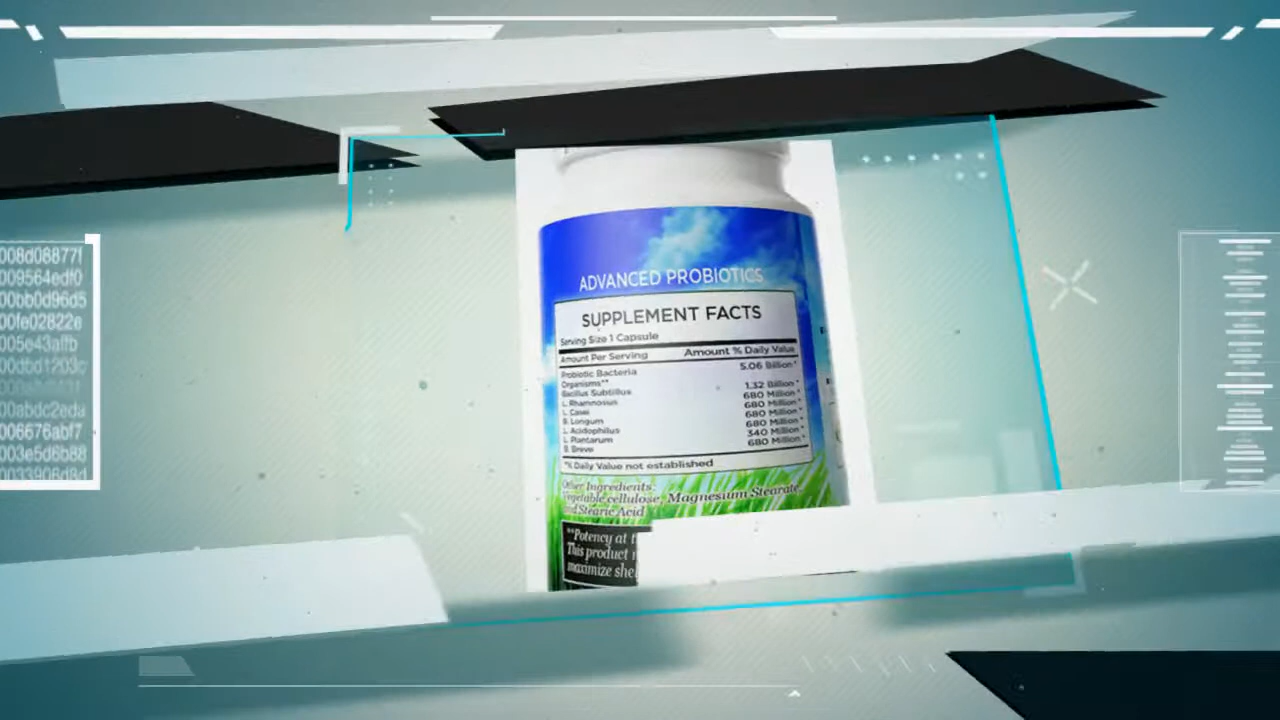 ADVANCED PROBIOTICS
SUPPLEMENT FACTS
Serving Size 1 Capsule
Amount Per Serving Amount % Daily Value
Probiotic Bacteria 5.06 Billion*
Organisms**
Bacillus Subtillus 1.32 Billion*
L. Rhamnosus 680 Million*
L. Casei 680 Million*
B. Longum 680 Million*
L. Acidophilus 680 Million*
L. Plantarum 340 Million*
B. Breve 680 Million*
*% Daily Value not established
Other Ingredients:
Vegetable cellulose, Magnesium Stearate,
and Stearic Acid
**Potency at t
This product
maximize she
008d08877f
009564edf0
00bb0d96d5
00fe02822e
005e43affb
00dbd1203c
00abdc2eda
006676abf7
003e5d6b88
0033906d8d